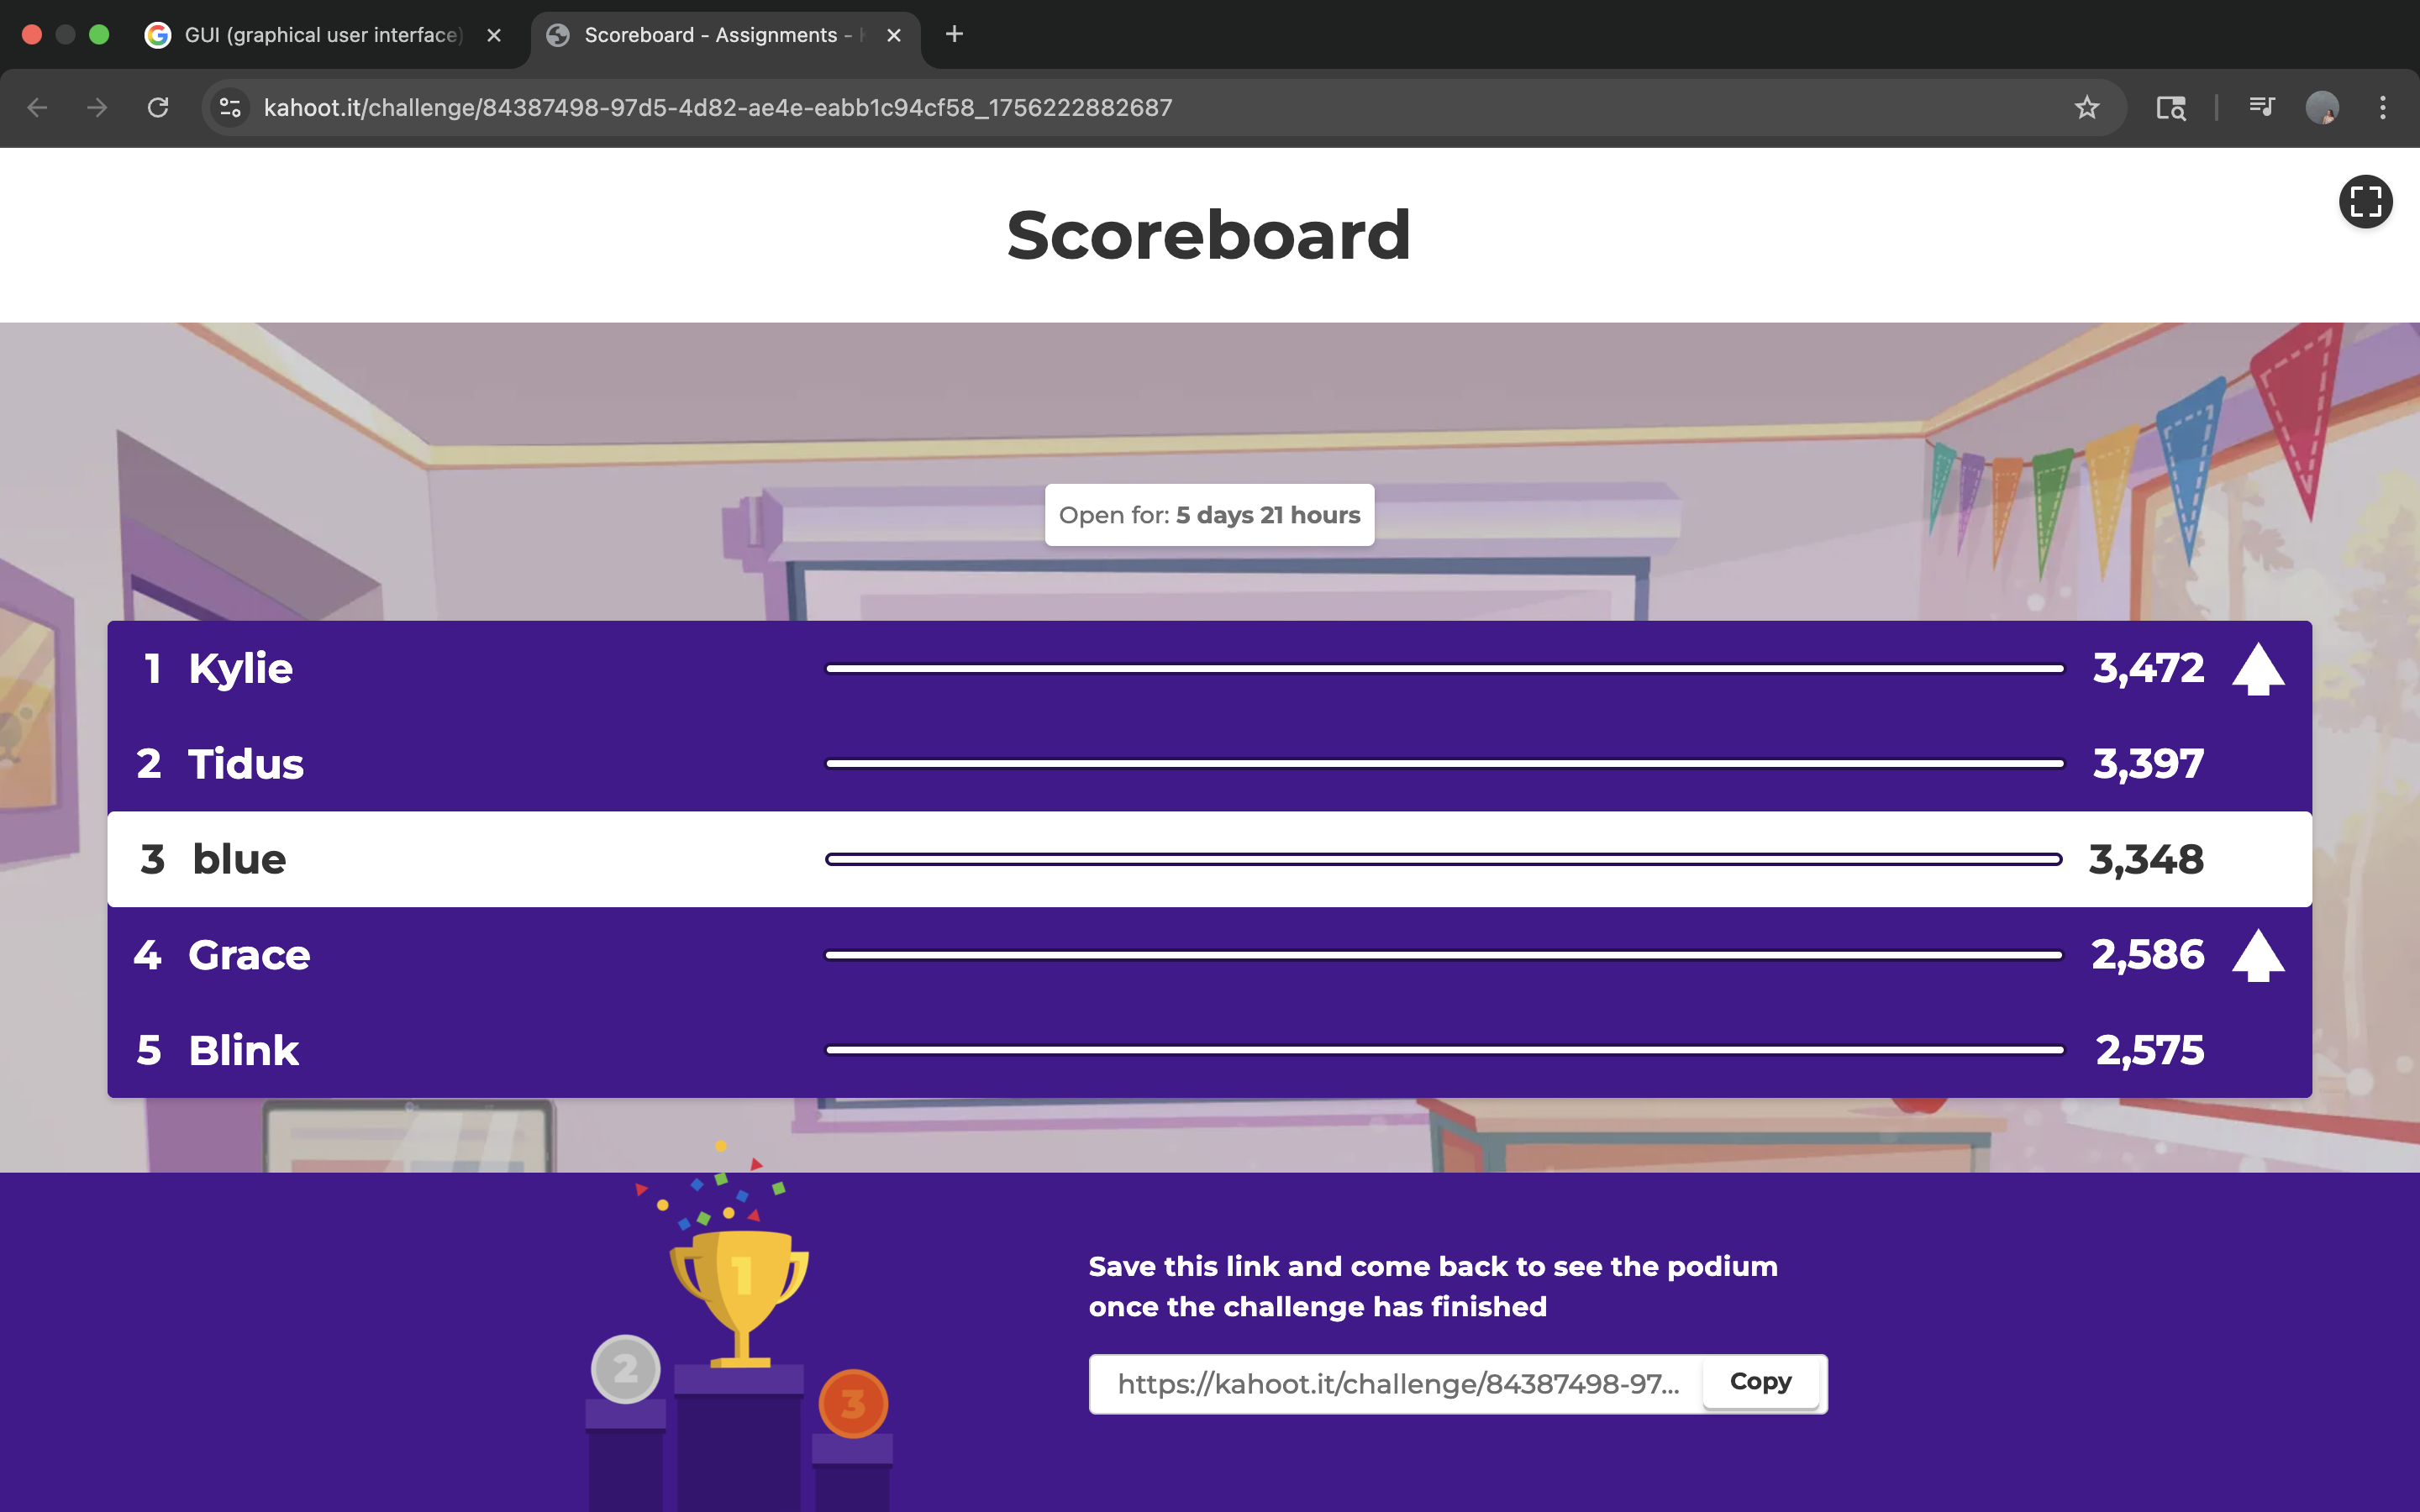 GUI (graphical user interface)
Scoreboard - Assignments -
kahoot.it/challenge/84387498-97d5-4d82-ae4e-eabb1c94cf58_1756222882687
Scoreboard
Open for: 5 days 21 hours
1 Kylie 3,472
2 Tidus 3,397
3 blue 3,348
4 Grace 2,586
5 Blink 2,575
1
2
3
Save this link and come back to see the podium
once the challenge has finished
https://kahoot.it/challenge/84387498-97...
Copy